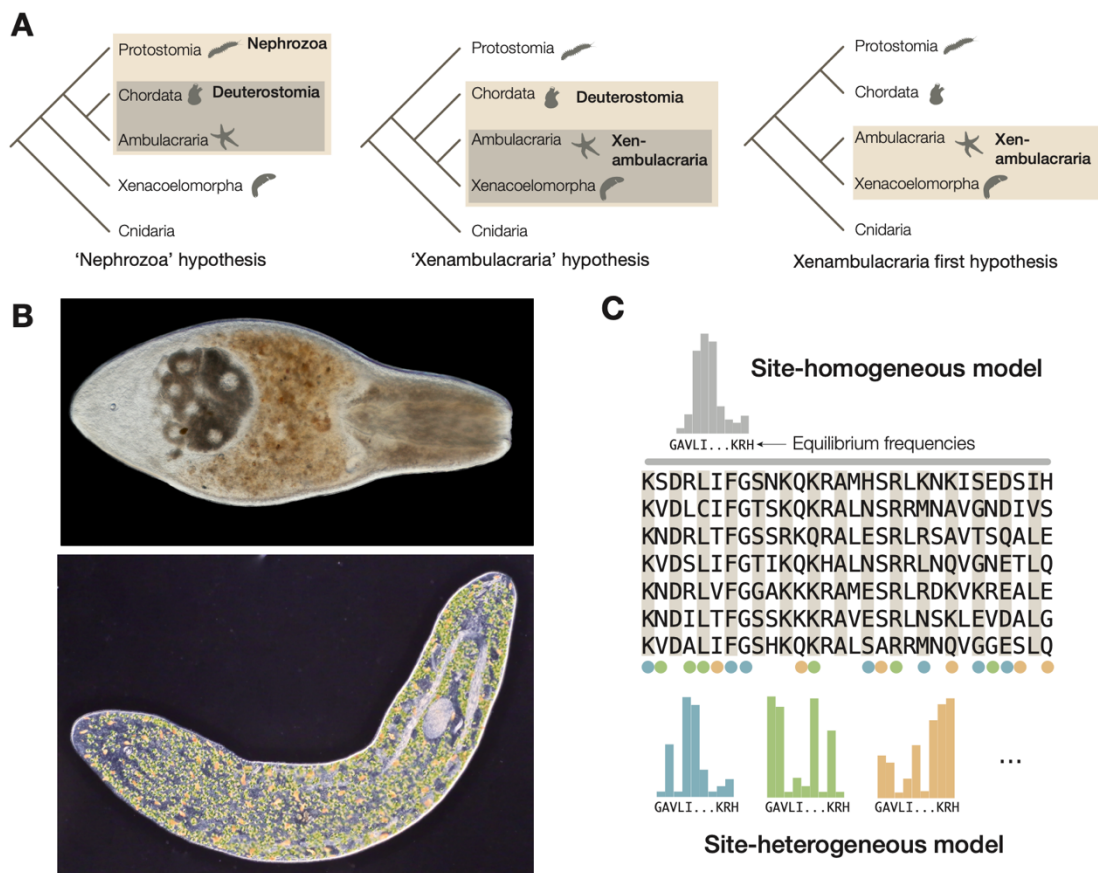 A
Protostomia Nephrozoa
Chordata Deuterostomia
Ambulacraria
Xenacoelomorpha
Cnidaria
'Nephrozoa' hypothesis
Protostomia
Chordata Deuterostomia
Ambulacraria Xen-
ambulacraria
Xenacoelomorpha
Cnidaria
'Xenambulacraria' hypothesis
Protostomia
Chordata
Ambulacraria Xen-
ambulacraria
Xenacoelomorpha
Cnidaria
Xenambulacraria first hypothesis
B
C
Site-homogeneous model
GAVLI...KRH Equilibrium frequencies
KSDRLIFGSNKQKRAMHSRLKNKISEDSIH
KVDLCIFGTSKQKRALNSRRMNAVGNDIVS
KNDRLTFGSSRKQRALESRLRSAVTSQALE
KVDSLIFGTIKQKHALNSRRLNQVGNETLQ
KNDRLVFGGAKKKRAMESRLRDKVKREALE
KNDILTFGSSKKKRAVESRLNSKLEVDALG
KVDALIFGSHKQKRALSARRMNQVGGESLQ
...
GAVLI...KRH GAVLI...KRH GAVLI...KRH
Site-heterogeneous model